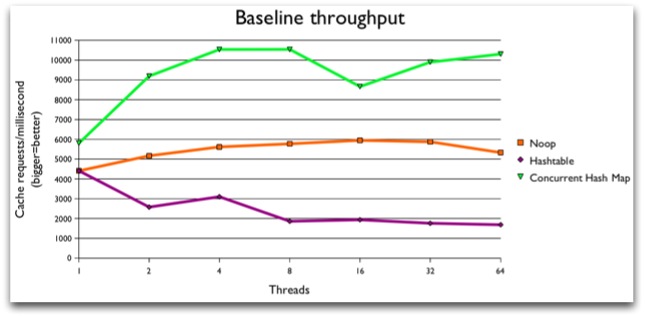 Baseline throughput
Cache requests/millisecond
(bigger=better)
11000
10000
9000
8000
7000
6000
5000
4000
3000
2000
1000
0
1
2
4
8
16
32
64
Threads
Noop
Hashtable
Concurrent Hash Map